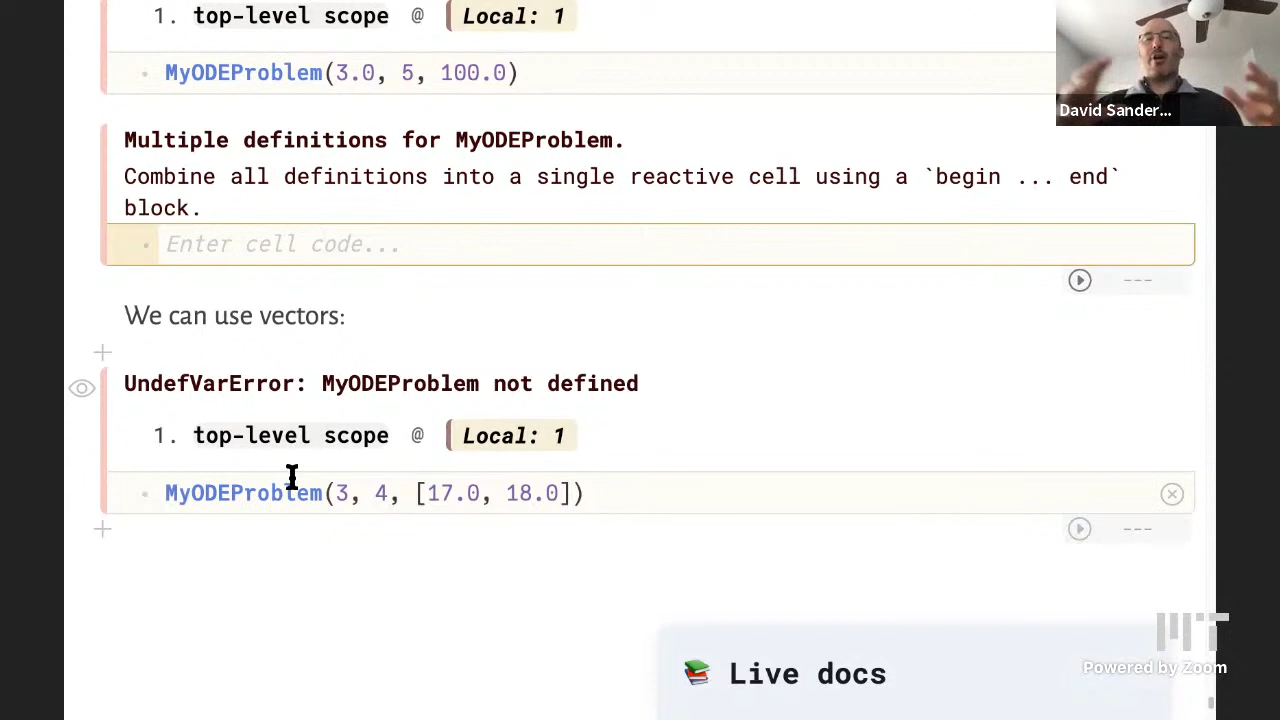 1. top-level scope @ Local: 1
MyODEProblem(3.0, 5, 100.0)
David Sander...
Multiple definitions for MyODEProblem.
Combine all definitions into a single reactive cell using a `begin ... end`
block.
Enter cell code...
---
We can use vectors:
UndefVarError: MyODEProblem not defined
1. top-level scope @ Local: 1
MyODEProblem(3, 4, [17.0, 18.0])
---
MIT
Powered by Zoom
Live docs